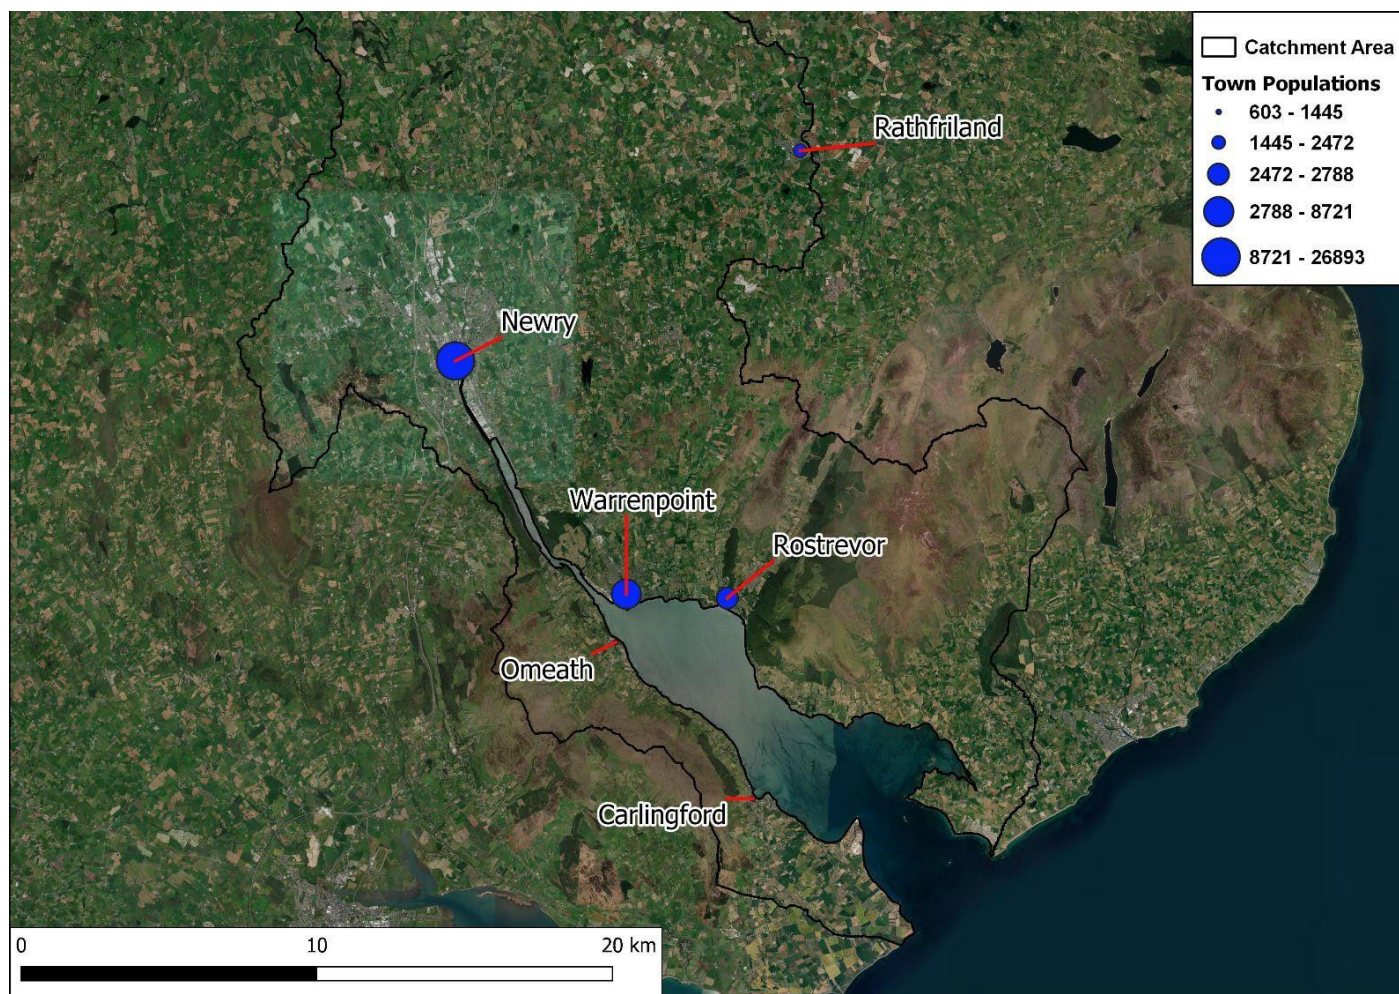 Catchment Area
Town Populations
603 - 1445
1445 - 2472
2472 - 2788
2788 - 8721
8721 - 26893
Rathfriland
Newry
Warrenpoint
Rostrevor
Omeath
Carlingford
0 10 20 km